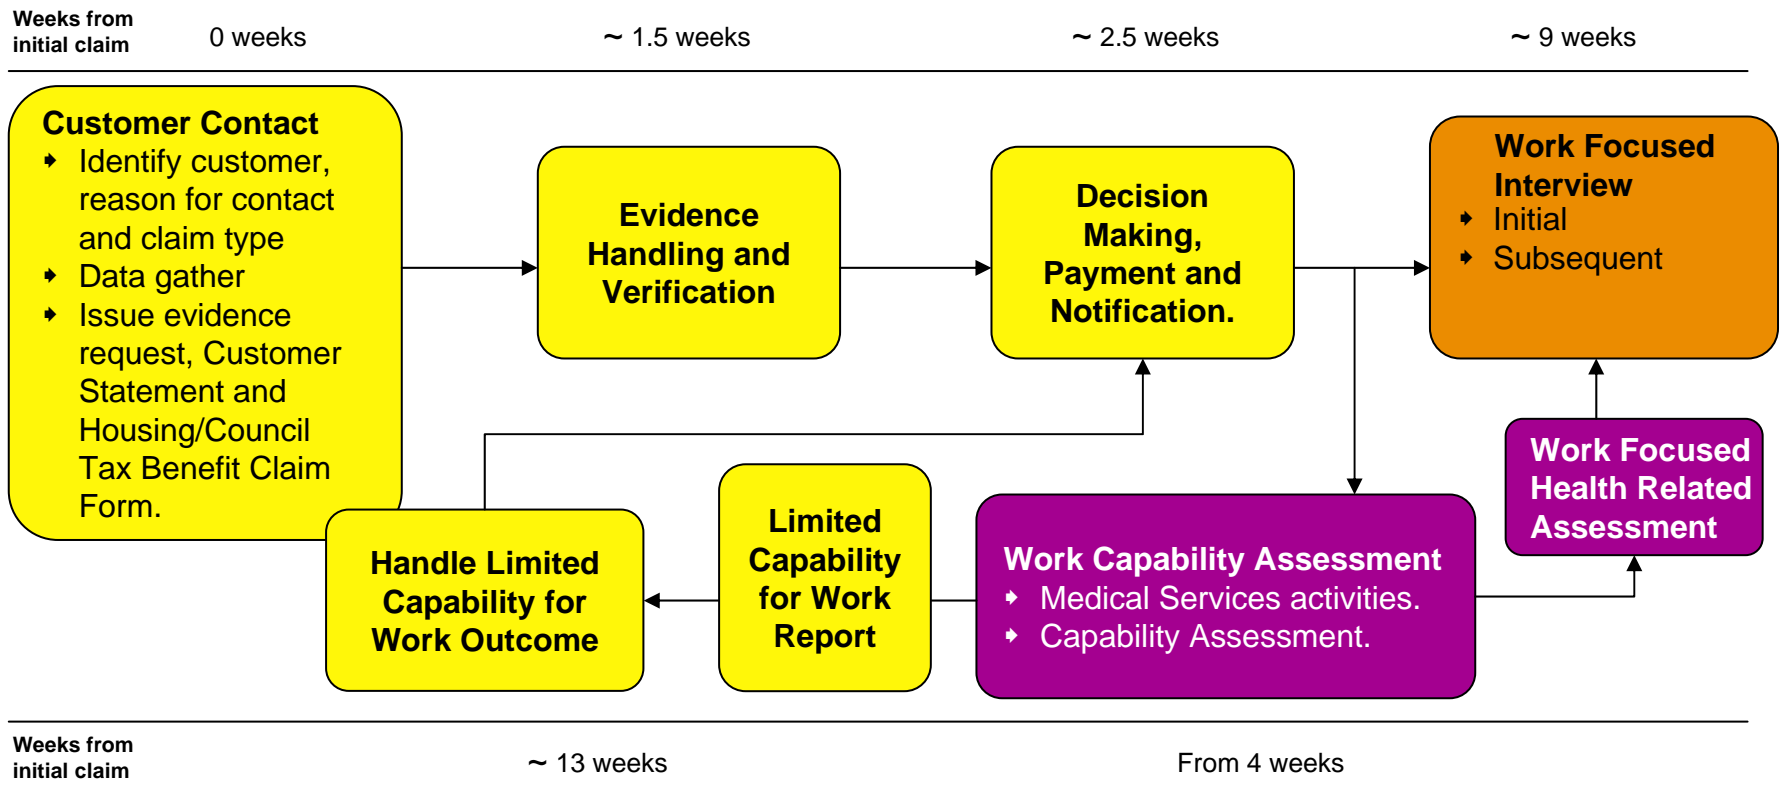 Weeks from
initial claim
0 weeks
~ 1.5 weeks
~ 2.5 weeks
~ 9 weeks
Customer Contact
Identify customer,
reason for contact
and claim type
Data gather
Issue evidence
request, Customer
Statement and
Housing/Council
Tax Benefit Claim
Form.
Evidence
Handling and
Verification
Decision
Making,
Payment and
Notification.
Work Focused
Interview
Initial
Subsequent
Work Focused
Health Related
Assessment
Handle Limited
Capability for
Work Outcome
Limited
Capability
for Work
Report
Work Capability Assessment
Medical Services activities.
Capability Assessment.
Weeks from
initial claim
~ 13 weeks
From 4 weeks